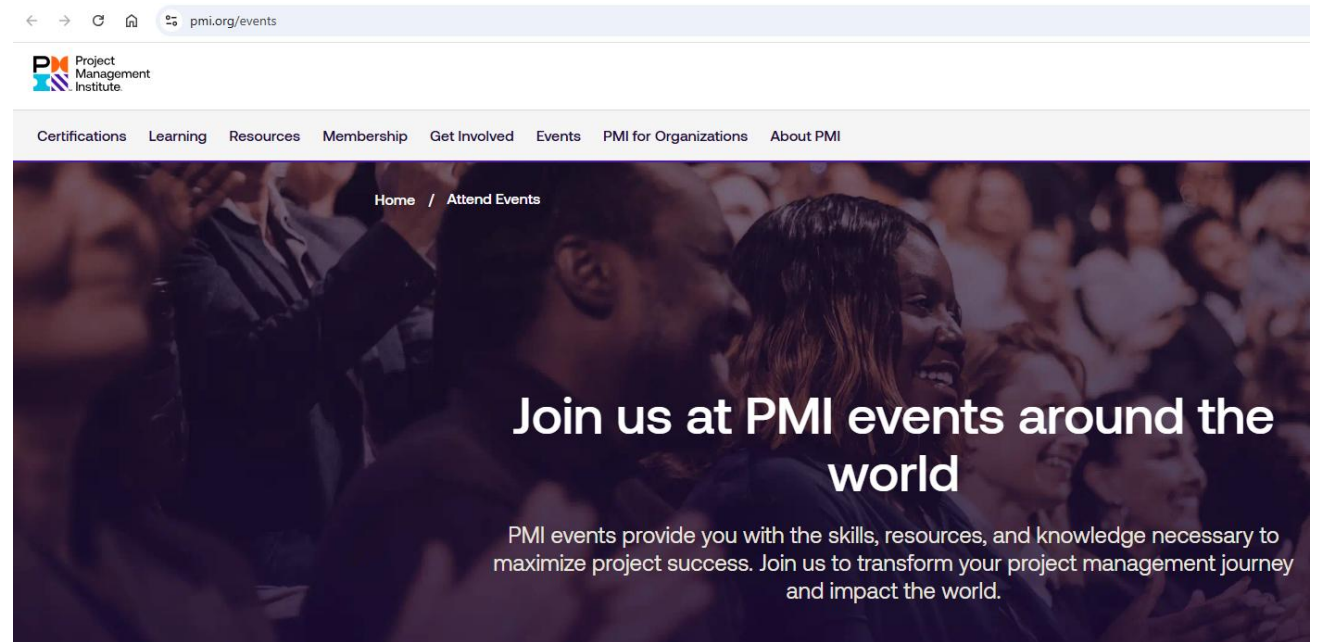 pmi.org/events
Project
Management
Institute.
Certifications Learning Resources Membership Get Involved Events PMI for Organizations About PMI
Home / Attend Events
Join us at PMI events around the
world
PMI events provide you with the skills, resources, and knowledge necessary to
maximize project success. Join us to transform your project management journey
and impact the world.